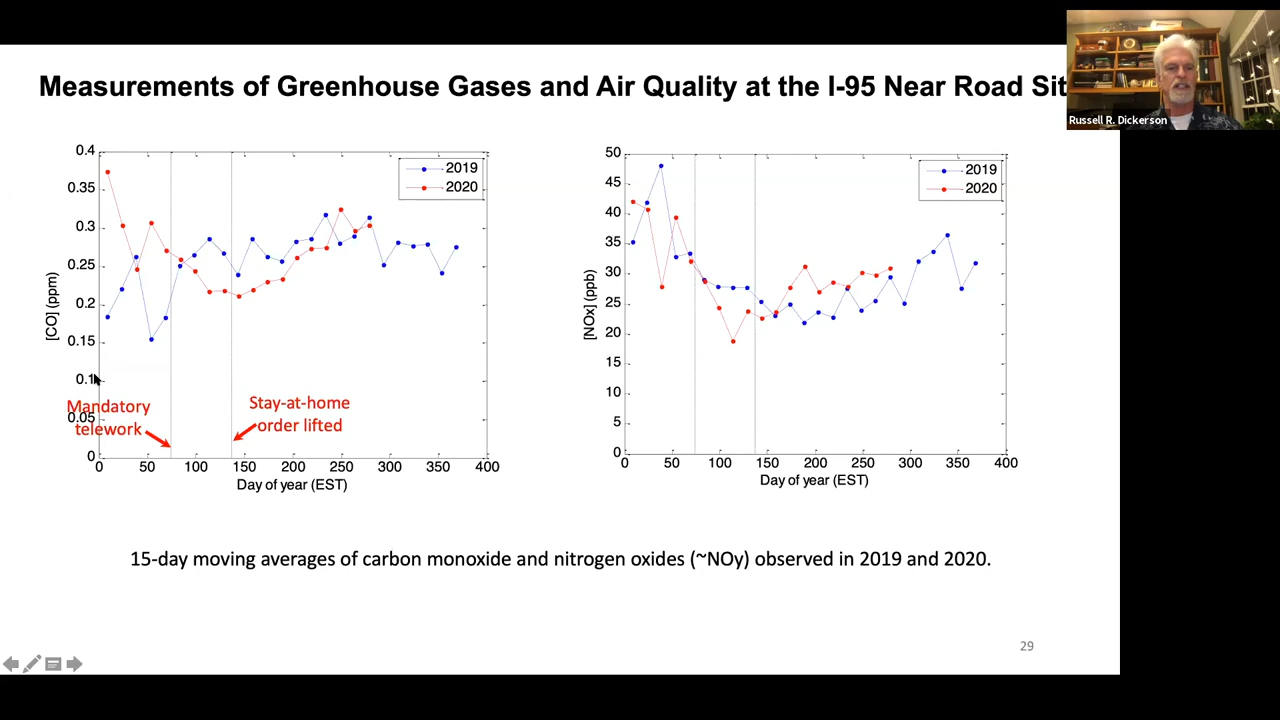 Measurements of Greenhouse Gases and Air Quality at the I-95 Near Road Sit
Russell R. Dickerson
0.4
0.35
0.3
0.25
0.2
0.15
0.1
0.05
0
[CO] (ppm)
2019
2020
Mandatory
telework
Stay-at-home
order lifted
0 50 100 150 200 250 300 350 400
Day of year (EST)
50
45
40
35
30
25
20
15
10
5
0
[NOx] (ppb)
2019
2020
0 50 100 150 200 250 300 350 400
Day of year (EST)
15-day moving averages of carbon monoxide and nitrogen oxides (~NOy) observed in 2019 and 2020.
29